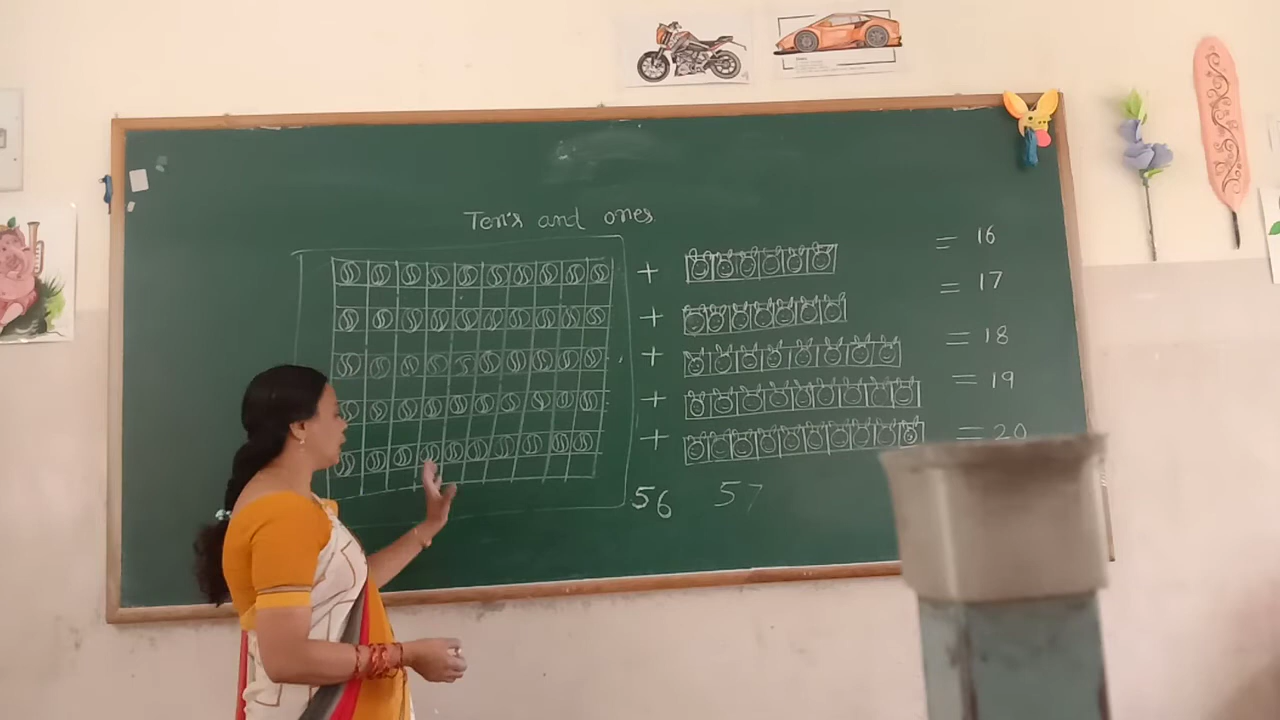 Ten's and ones
+ = 16
+ = 17
+ = 18
+ = 19
+ = 20
56 57